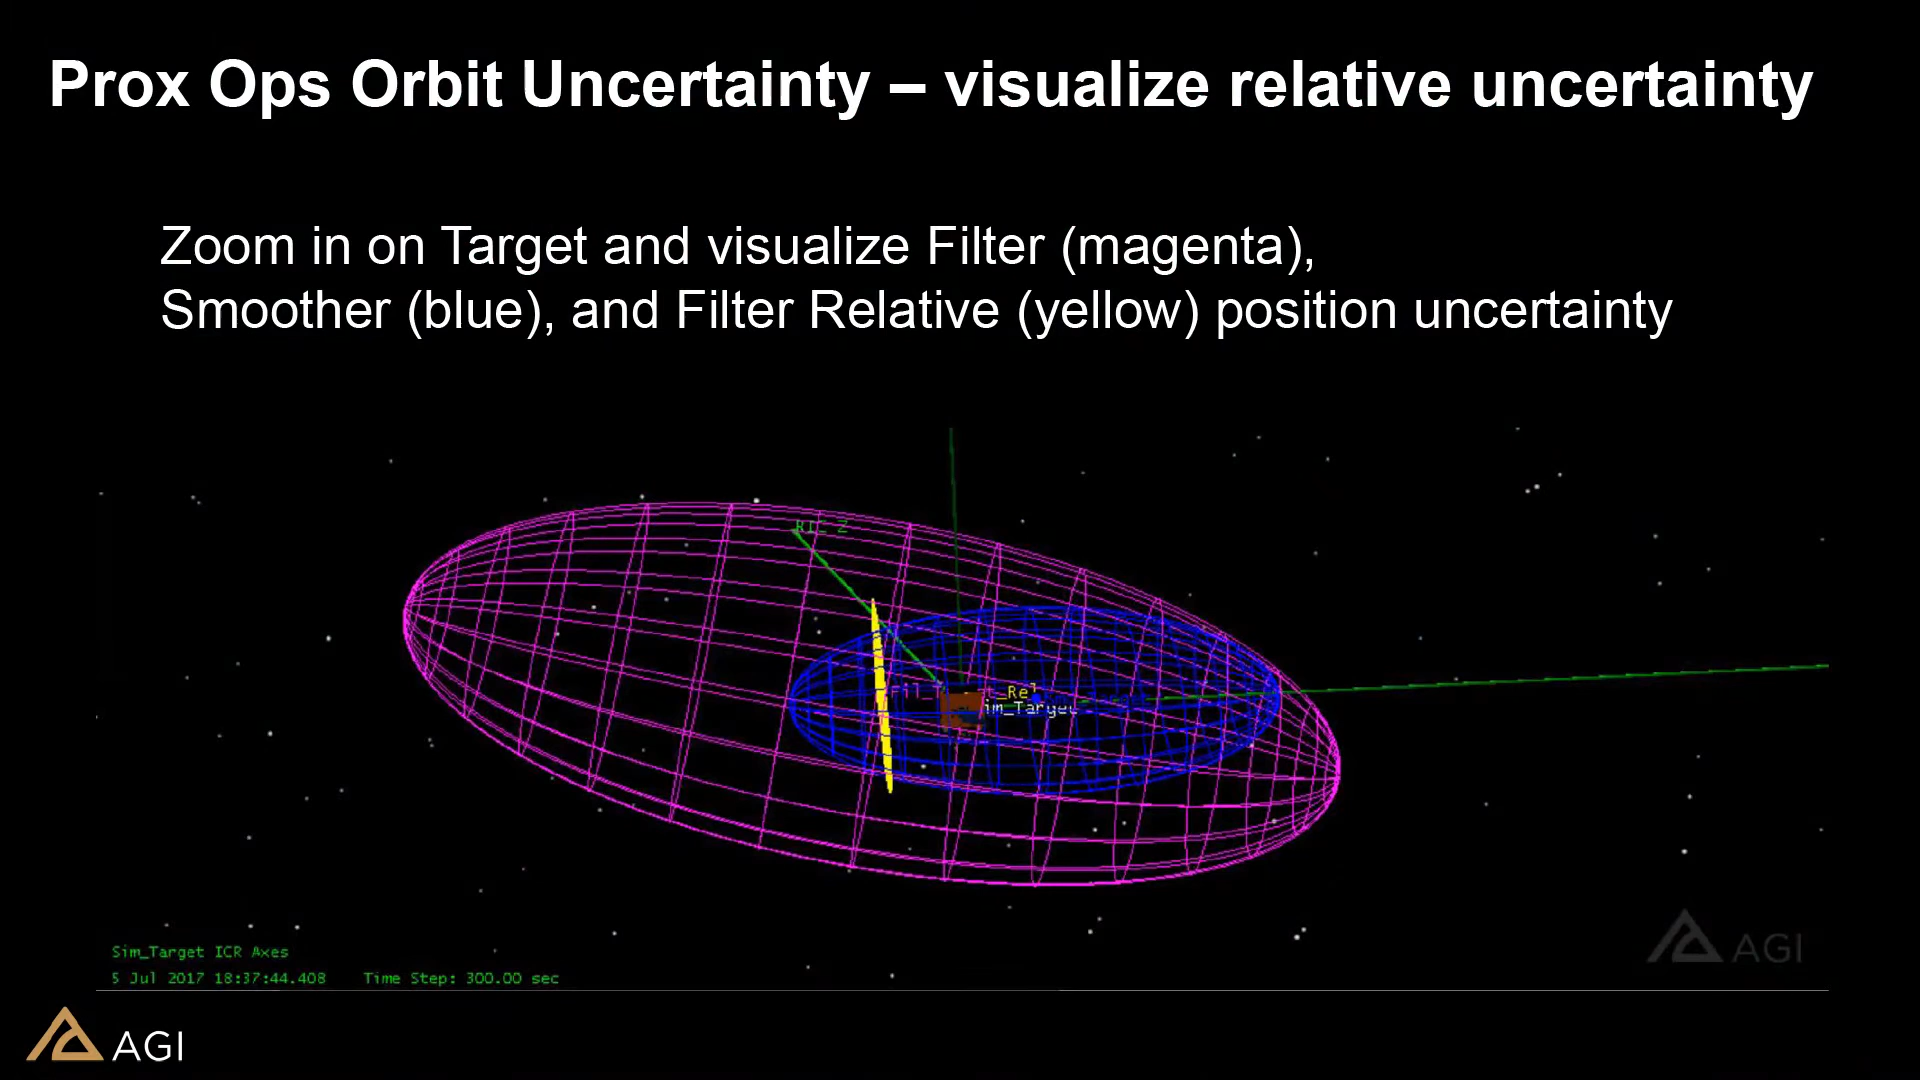 Prox Ops Orbit Uncertainty – visualize relative uncertainty
Zoom in on Target and visualize Filter (magenta),
Smoother (blue), and Filter Relative (yellow) position uncertainty
RIC Z
im_Target
Sim_Target ICR Axes
5 Jul 2017 18:37:44.408 Time Step: 300.00 sec
AGI
AGI